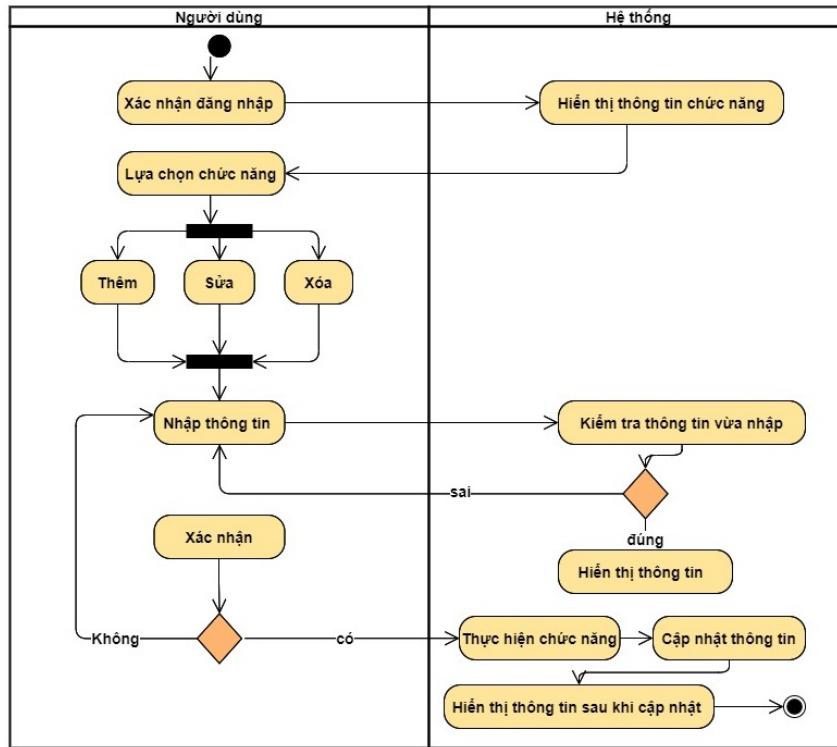 Người dùng
Hệ thống
Xác nhận đăng nhập
Hiển thị thông tin chức năng
Lựa chọn chức năng
Thêm
Sửa
Xóa
Nhập thông tin
Kiểm tra thông tin vừa nhập
sai
đúng
Xác nhận
Hiển thị thông tin
Không
có
Thực hiện chức năng
Cập nhật thông tin
Hiển thị thông tin sau khi cập nhật